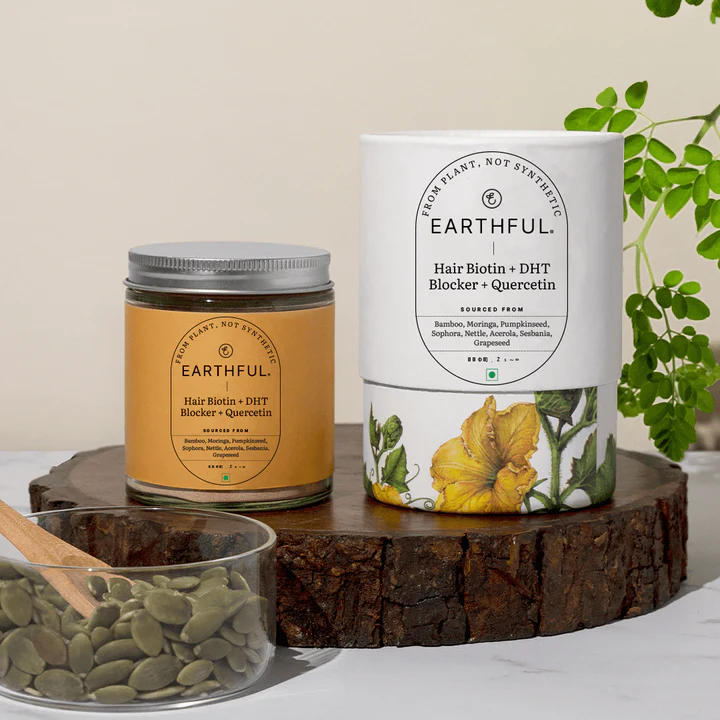 FROM PLANT, NOT SYNTHETIC
EARTHFUL®
Hair Biotin + DHT
Blocker + Quercetin
SOURCED FROM
Bamboo, Moringa, Pumpkinseed,
Sophora, Nettle, Acerola, Sesbania,
Grapeseed
FROM PLANT, NOT SYNTHETIC
EARTHFUL®
Hair Biotin + DHT
Blocker + Quercetin
SOURCED FROM
Bamboo, Moringa, Pumpkinseed,
Sophora, Nettle, Acerola, Sesbania,
Grapeseed